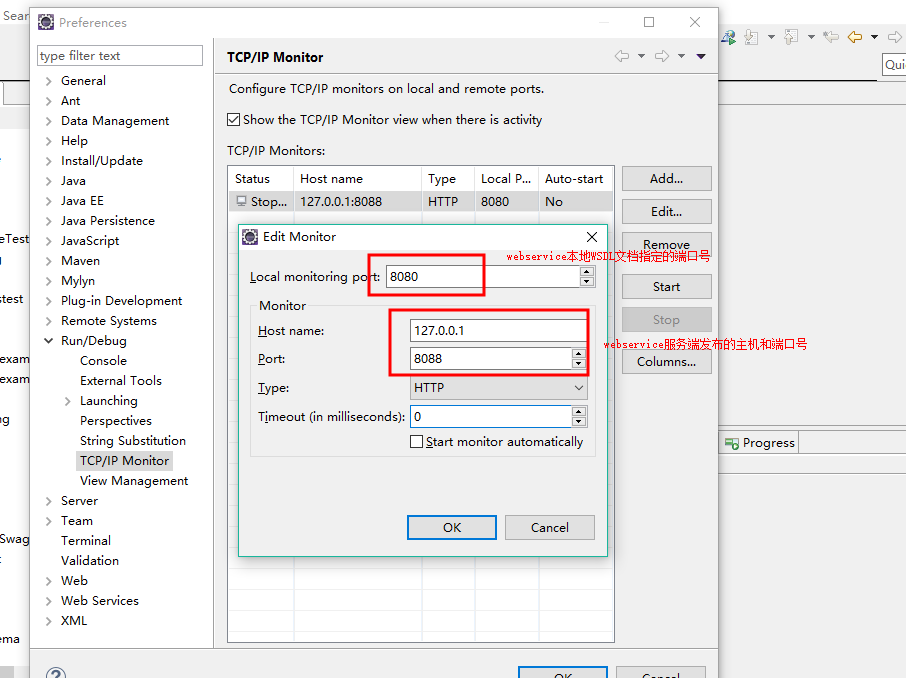 Sear
Preferences
type filter text
General
Ant
Data Management
Help
Install/Update
Java
Java EE
Java Persistence
JavaScript
Maven
Mylyn
Plug-in Development
Remote Systems
Run/Debug
Console
External Tools
Launching
Perspectives
String Substitution
TCP/IP Monitor
View Management
Server
Team
Terminal
Validation
Web
Web Services
XML
TCP/IP Monitor
Configure TCP/IP monitors on local and remote ports.
Show the TCP/IP Monitor view when there is activity
TCP/IP Monitors:
Status Host name Type Local P... Auto-start
Stop... 127.0.0.1:8088 HTTP 8080 No
Add...
Edit...
Remove
Start
Stop
Columns...
Edit Monitor
webservice本地WSDL文档指定的端口号
Local monitoring port: 8080
Monitor
Host name: 127.0.0.1
webservice服务端发布的主机和端口号
Port: 8088
Type: HTTP
Timeout (in milliseconds): 0
Start monitor automatically
OK Cancel
OK Cancel
Qui
Progress
eTest
stest
exam
exam
ng
Swag
ema